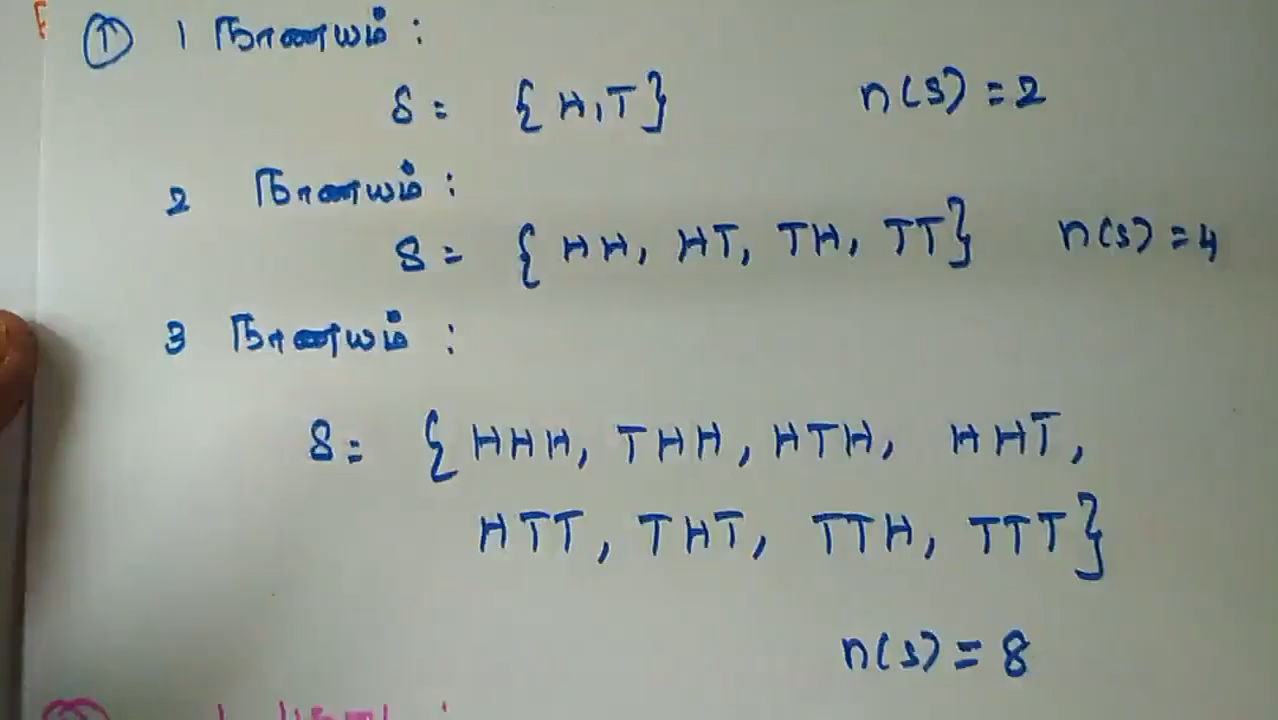 ① 1 நாணயம் :
S = {H,T} n(s) = 2
2 நாணயம் :
S = {HH, HT, TH, TT} n(s) = 4
3 நாணயம் :
S = {HHH, THH, HTH, HHT,
HTT, THT, TTH, TTT}
n(s) = 8